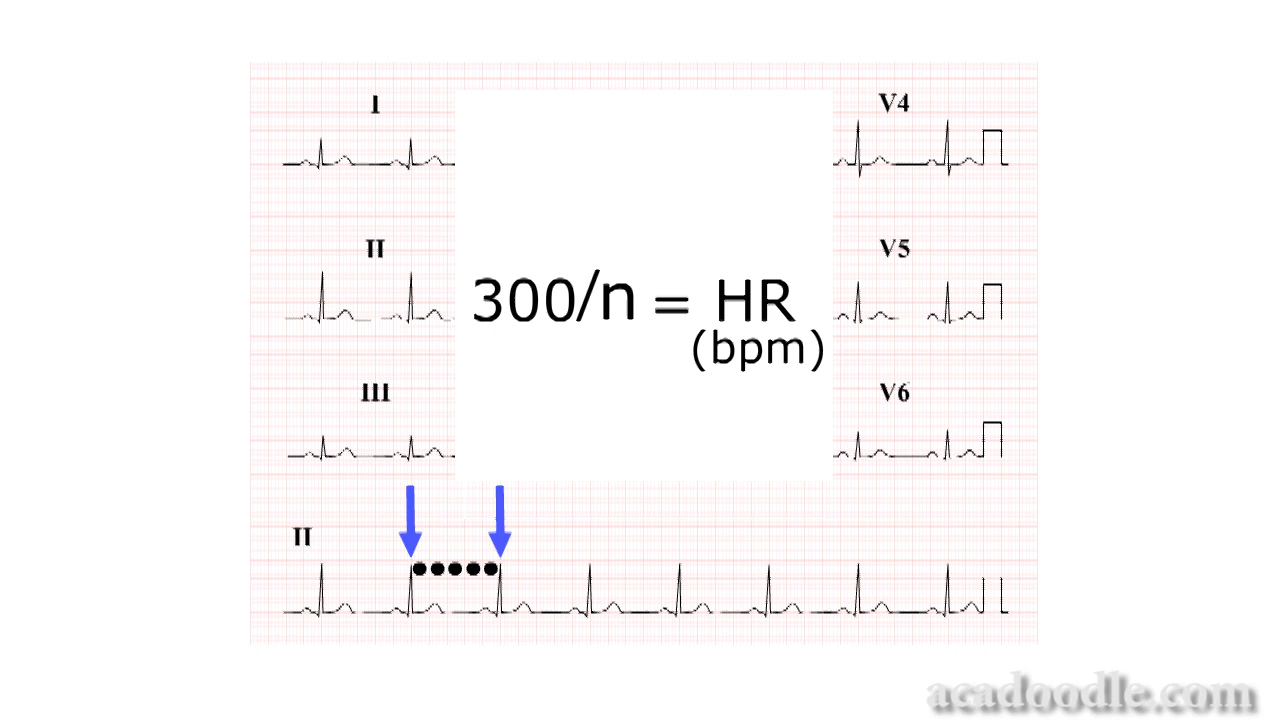 I
V4
II
V5
300/n = HR
(bpm)
III
V6
II
acadoodle.com